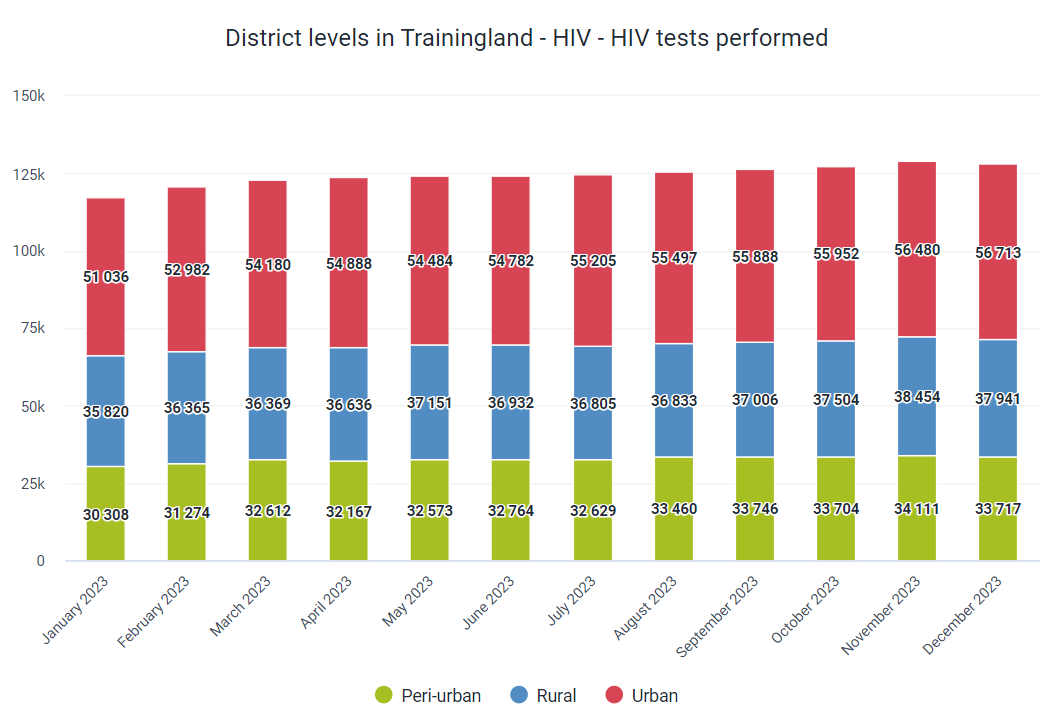 District levels in Trainingland - HIV - HIV tests performed
150k
125k
100k
75k
50k
25k
0
51 036
52 982
54 180
54 888
54 484
54 782
55 205
55 497
55 888
55 952
56 480
56 713
35 820
36 365
36 369
36 636
37 151
36 932
36 805
36 833
37 006
37 504
38 454
37 941
30 308
31 274
32 612
32 167
32 573
32 764
32 629
33 460
33 746
33 704
34 111
33 717
January 2023
February 2023
March 2023
April 2023
May 2023
June 2023
July 2023
August 2023
September 2023
October 2023
November 2023
December 2023
Peri-urban
Rural
Urban